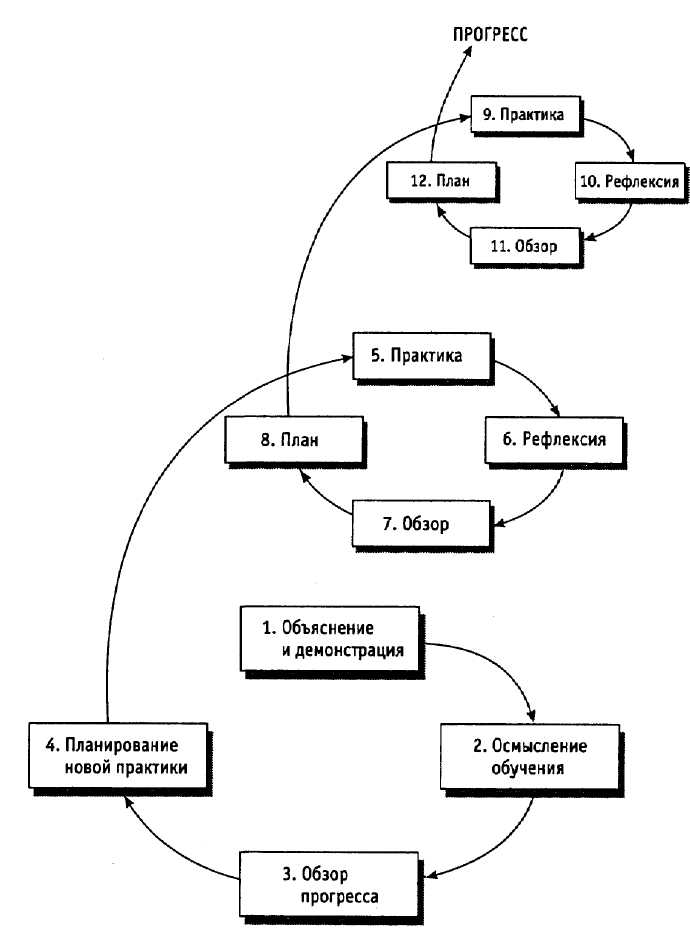 ПРОГРЕСС
9. Практика
12. План
10. Рефлексия
11. Обзор
5. Практика
8. План
6. Рефлексия
7. Обзор
1. Объяснение
и демонстрация
4. Планирование
новой практики
2. Осмысление
обучения
3. Обзор
прогресса